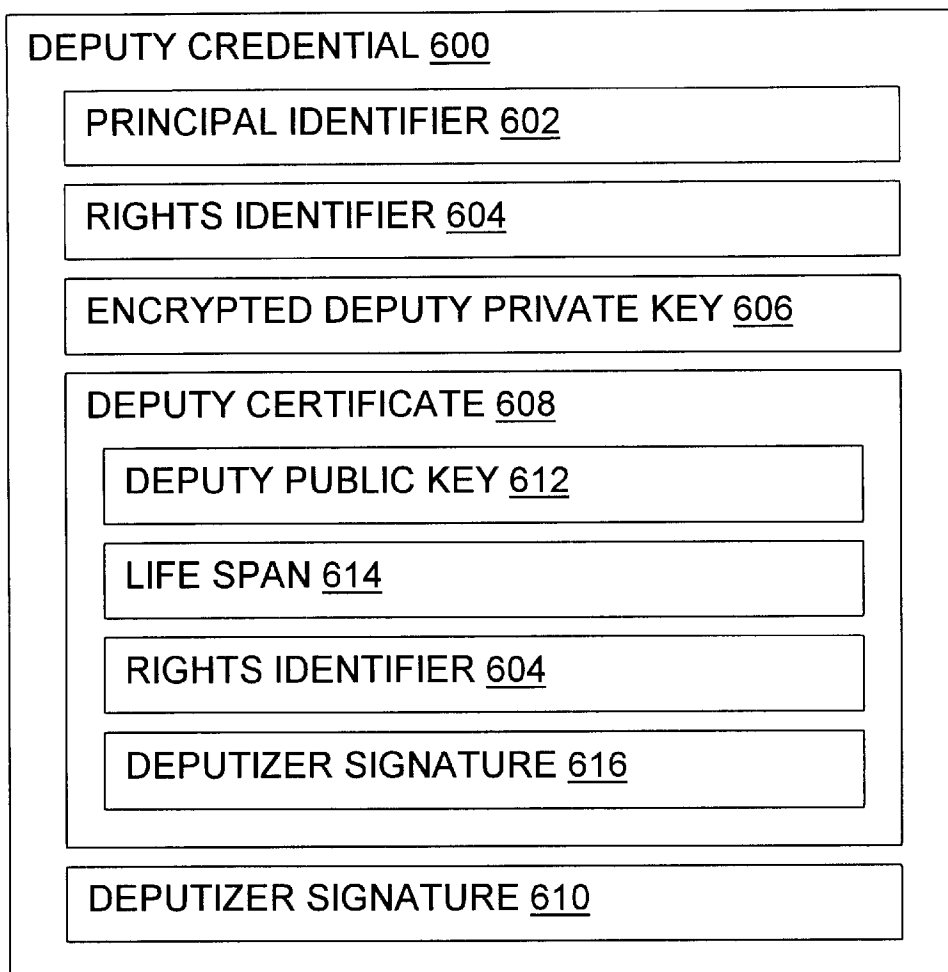 DEPUTY CREDENTIAL 600
PRINCIPAL IDENTIFIER 602
RIGHTS IDENTIFIER 604
ENCRYPTED DEPUTY PRIVATE KEY 606
DEPUTY CERTIFICATE 608
DEPUTY PUBLIC KEY 612
LIFE SPAN 614
RIGHTS IDENTIFIER 604
DEPUTIZER SIGNATURE 616
DEPUTIZER SIGNATURE 610